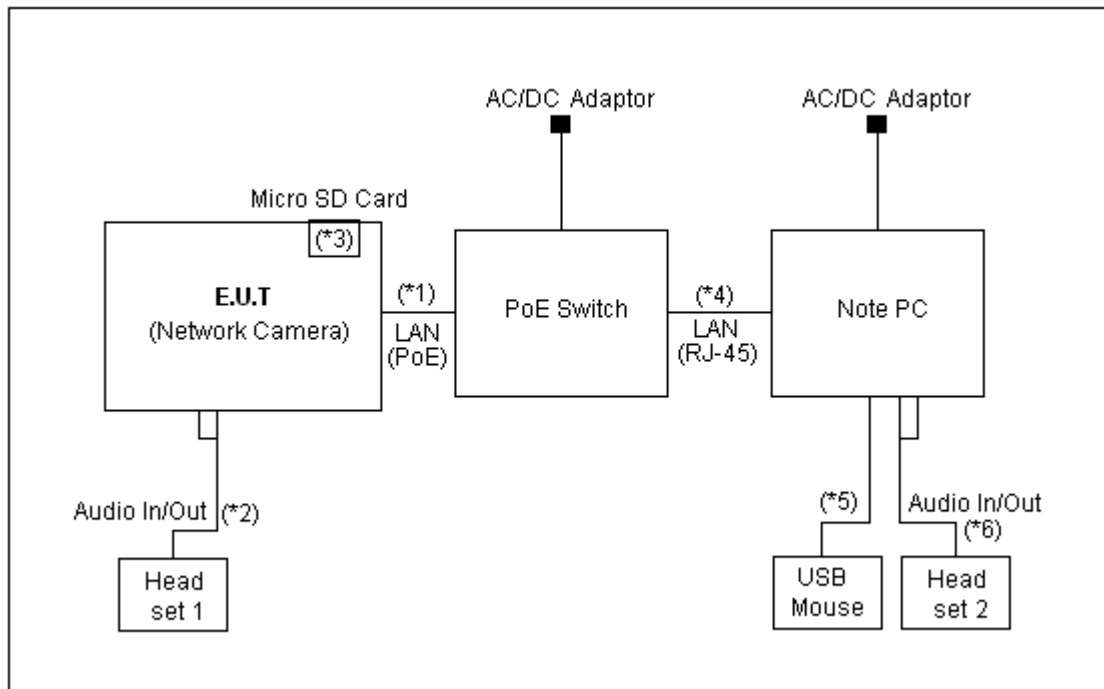 AC/DC Adaptor
AC/DC Adaptor
Micro SD Card
(*3)
E.U.T
(Network Camera)
(*1)
LAN
(PoE)
PoE Switch
(*4)
LAN
(RJ-45)
Note PC
Audio In/Out (*2)
Head
set 1
(*5)
USB
Mouse
Audio In/Out
(*6)
Head
set 2